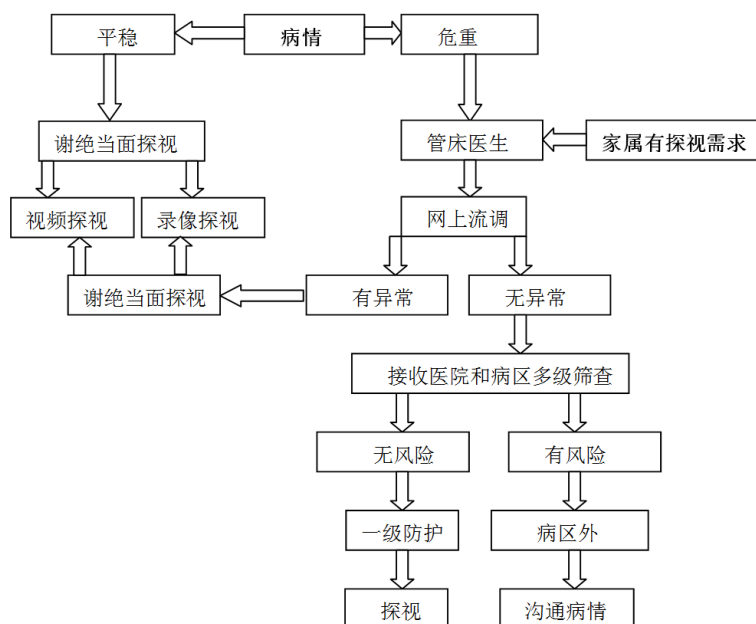 平稳
病情
危重
谢绝当面探视
管床医生
家属有探视需求
视频探视
录像探视
网上流调
谢绝当面探视
有异常
无异常
接收医院和病区多级筛查
无风险
有风险
一级防护
病区外
探视
沟通病情